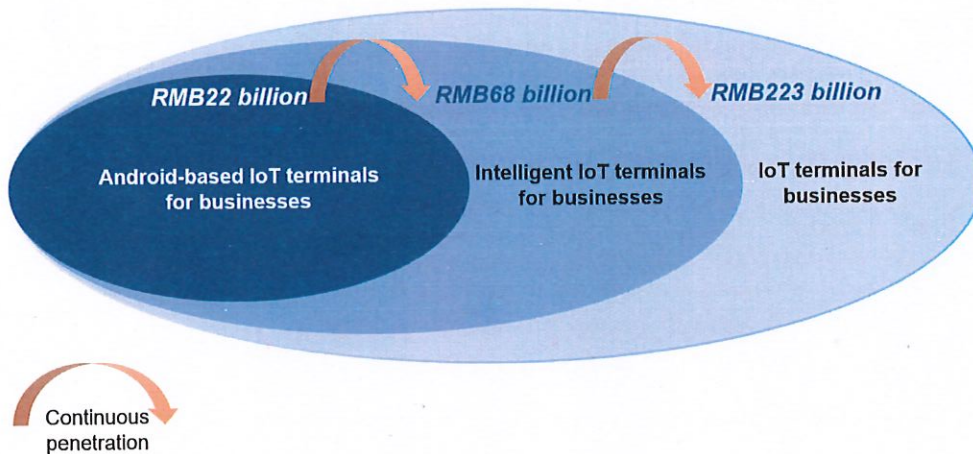 RMB22 billion
RMB68 billion
RMB223 billion
Android-based IoT terminals
for businesses
Intelligent IoT terminals
for businesses
IoT terminals for
businesses
Continuous
penetration